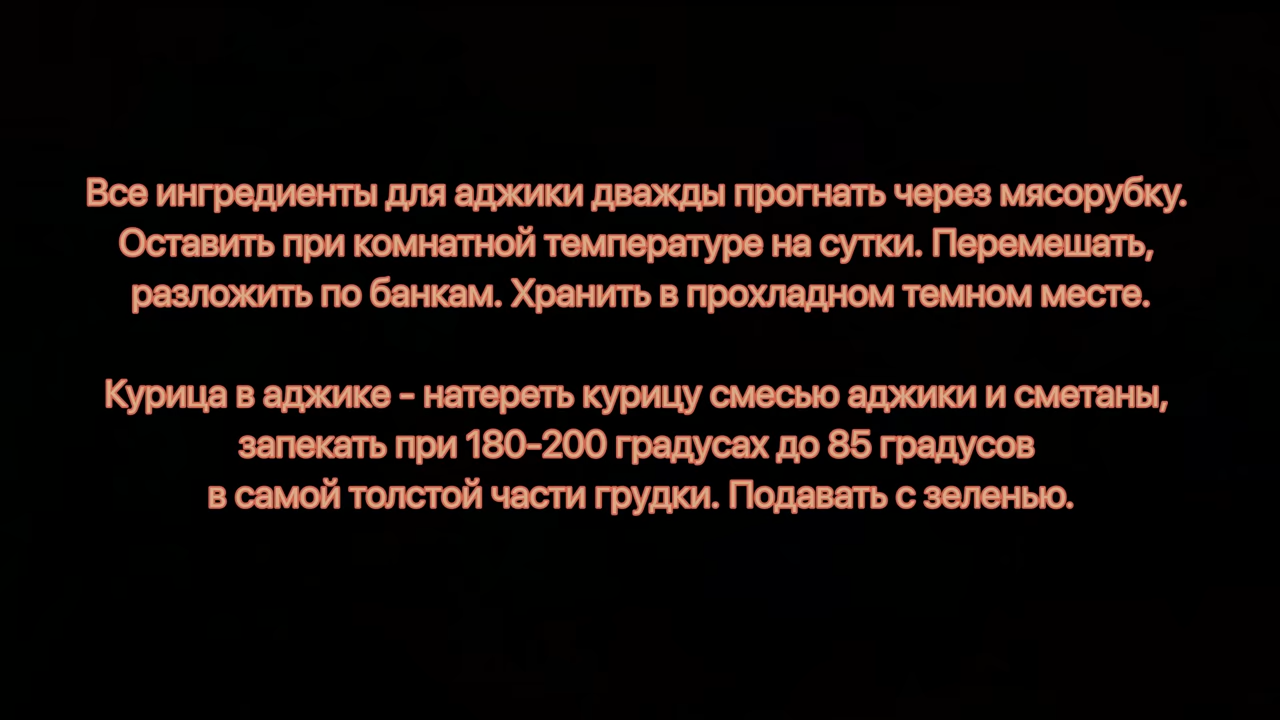 Все ингредиенты для аджики дважды прогнать через мясорубку.
Оставить при комнатной температуре на сутки. Перемешать,
разложить по банкам. Хранить в прохладном темном месте.
Курица в аджике - натереть курицу смесью аджики и сметаны,
запекать при 180-200 градусах до 85 градусов
в самой толстой части грудки. Подавать с зеленью.